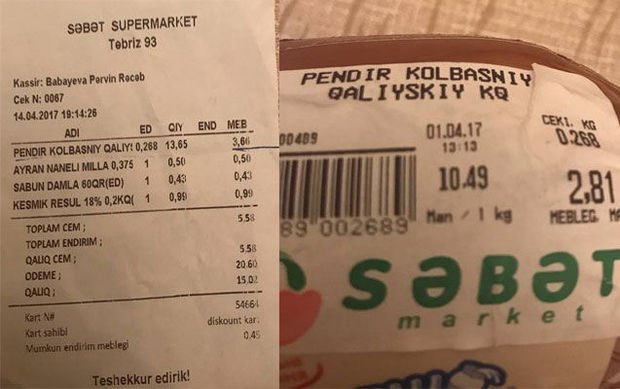 SƏBƏT SUPERMARKET
Təbriz 93
Kassir: Babayeva Pərvin Rəcəb
Cek N: 0067
14.04.2017 19:14:26
ADI ED QIY END MEB
PENDIR KOLBASNIY QALIY! 0,268 13,65 3,66
AYRAN NANELI MILLA 0,375 1 0,50 0,50
SABUN DAMLA 60QR(ED) 1 0,43 0,43
KESMIK RESUL 18% 0,2KQ( 1 0,99 0,99
TOPLAM CEM ; 5.58
TOPLAM ENDIRIM ;
QALIQ CEM ; 5.58
ODEME ; 20.60
QALIQ ; 15.02
Kart N# 54664
Kart sahibi diskount kar:
Mumkun endirim meblegi 0.45
Teshekkur edirik!
PENDIR KOLBASNIY
QALIYSKIY KQ
00489
01.04.17
13:13
CEKI. KG
0.268
10.49
2,81
Man / 1 kg
MEBLEG. M
89 002689
SƏBƏT
market